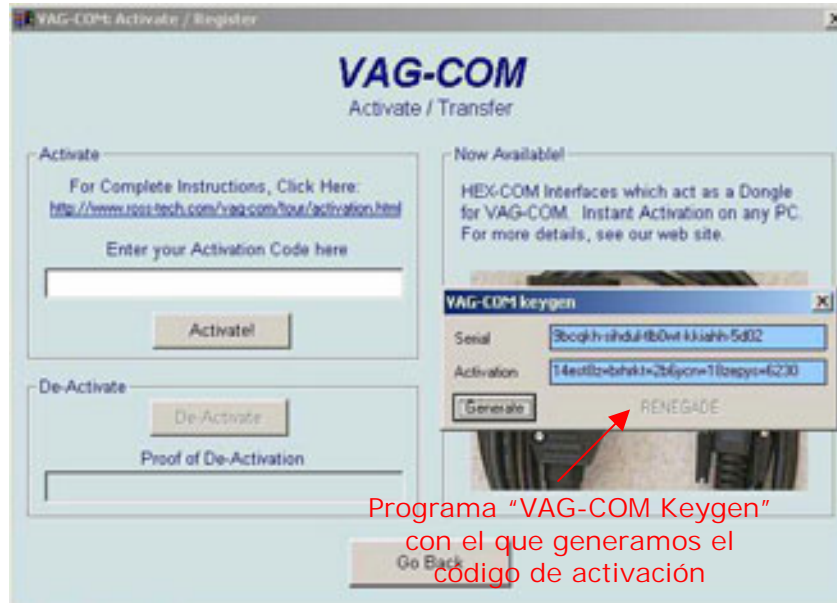 VAG-COM: Activate / Register
VAG-COM
Activate / Transfer
Activate
For Complete Instructions, Click Here:
http://www.ross-tech.com/vag-com/tour/activation.html
Enter your Activation Code here
Activate!
De-Activate
De-Activate
Proof of De-Activation
Now Available!
HEX-COM Interfaces which act as a Dongle
for VAG-COM. Instant Activation on any PC.
For more details, see our web site.
VAG-COM keygen
Serial
Activation
Generate
RENEGADE
Programa “VAG-COM Keygen”
con el que generamos el
código de activación
Go Back